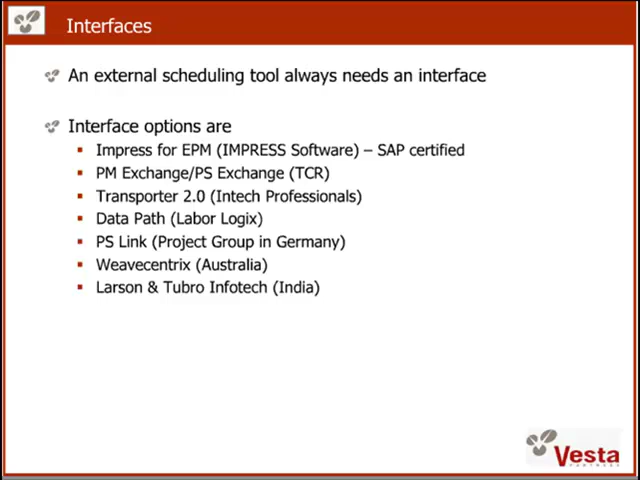 Interfaces
An external scheduling tool always needs an interface
Interface options are
Impress for EPM (IMPRESS Software) – SAP certified
PM Exchange/PS Exchange (TCR)
Transporter 2.0 (Intech Professionals)
Data Path (Labor Logix)
PS Link (Project Group in Germany)
Weavecentrix (Australia)
Larson & Tubro Infotech (India)
Vesta
PARTNERS